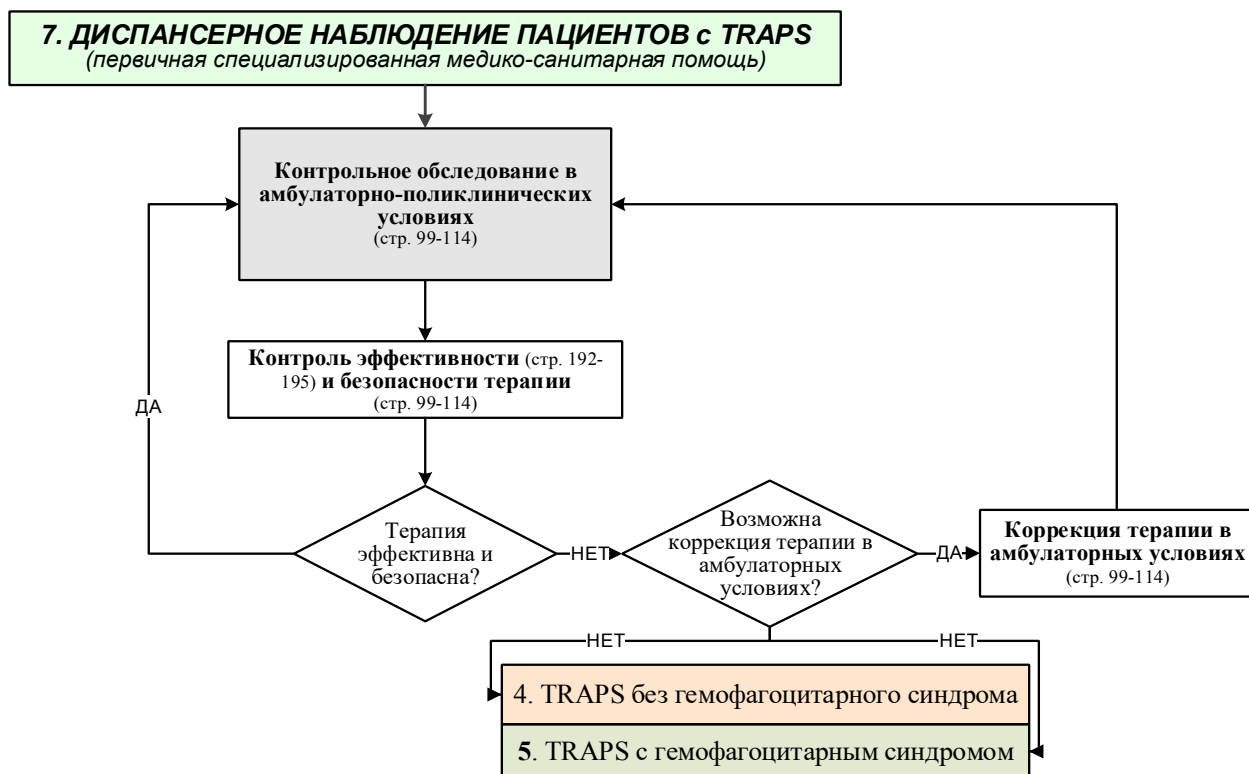 7. ДИСПАНСЕРНОЕ НАБЛЮДЕНИЕ ПАЦИЕНТОВ с TRAPS
(первичная специализированная медико-санитарная помощь)
Контрольное обследование в
амбулаторно-поликлинических
условиях
(стр. 99-114)
Контроль эффективности (стр. 192-
195) и безопасности терапии
(стр. 99-114)
ДА
Терапия
эффективна и
безопасна?
НЕТ
Возможна
коррекция терапии в
амбулаторных
условиях?
ДА
Коррекция терапии в
амбулаторных условиях
(стр. 99-114)
НЕТ
НЕТ
4. TRAPS без гемофагоцитарного синдрома
5. TRAPS с гемофагоцитарным синдромом